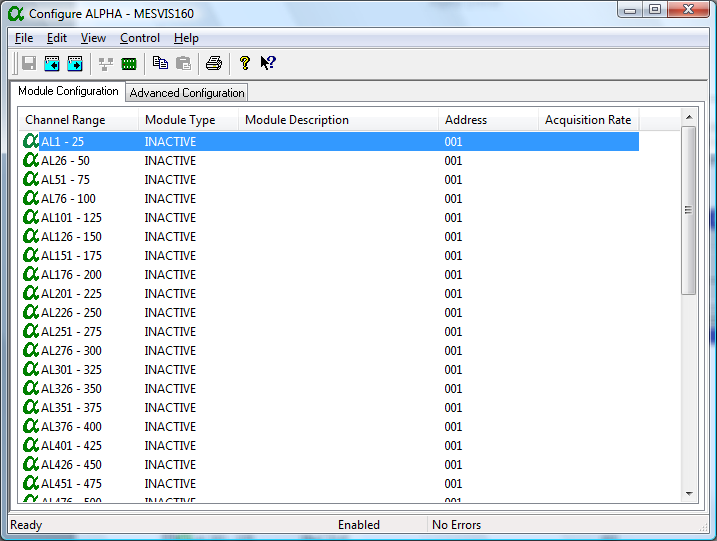 Configure ALPHA - MESVIS160
File Edit View Control Help
Module Configuration Advanced Configuration
Channel Range Module Type Module Description Address Acquisition Rate
AL1 - 25 INACTIVE 001
AL26 - 50 INACTIVE 001
AL51 - 75 INACTIVE 001
AL76 - 100 INACTIVE 001
AL101 - 125 INACTIVE 001
AL126 - 150 INACTIVE 001
AL151 - 175 INACTIVE 001
AL176 - 200 INACTIVE 001
AL201 - 225 INACTIVE 001
AL226 - 250 INACTIVE 001
AL251 - 275 INACTIVE 001
AL276 - 300 INACTIVE 001
AL301 - 325 INACTIVE 001
AL326 - 350 INACTIVE 001
AL351 - 375 INACTIVE 001
AL376 - 400 INACTIVE 001
AL401 - 425 INACTIVE 001
AL426 - 450 INACTIVE 001
AL451 - 475 INACTIVE 001
AL476 - 500 INACTIVE 001
Ready Enabled No Errors